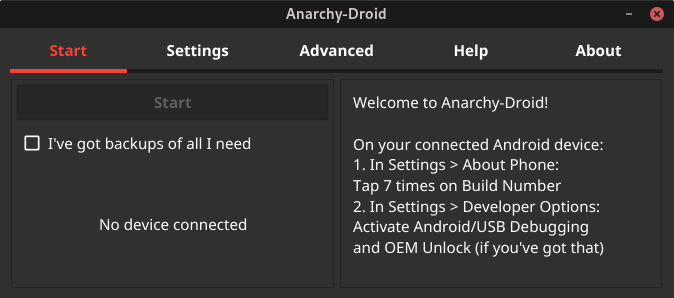 Anarchy-Droid
Start
Settings
Advanced
Help
About
Start
I've got backups of all I need
No device connected
Welcome to Anarchy-Droid!
On your connected Android device:
1. In Settings > About Phone:
Tap 7 times on Build Number
2. In Settings > Developer Options:
Activate Android/USB Debugging
and OEM Unlock (if you've got that)